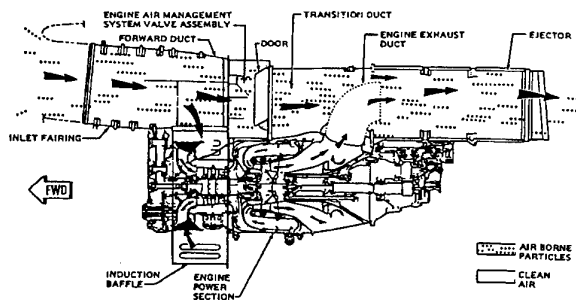 ENGINE AIR MANAGEMENT
SYSTEM VALVE ASSEMBLY
FORWARD DUCT
DOOR
TRANSITION DUCT
ENGINE EXHAUST
DUCT
EJECTOR
INLET FAIRING
FWD
INDUCTION
BAFFLE
ENGINE
POWER
SECTION
AIR BORNE
PARTICLES
CLEAN
AIR